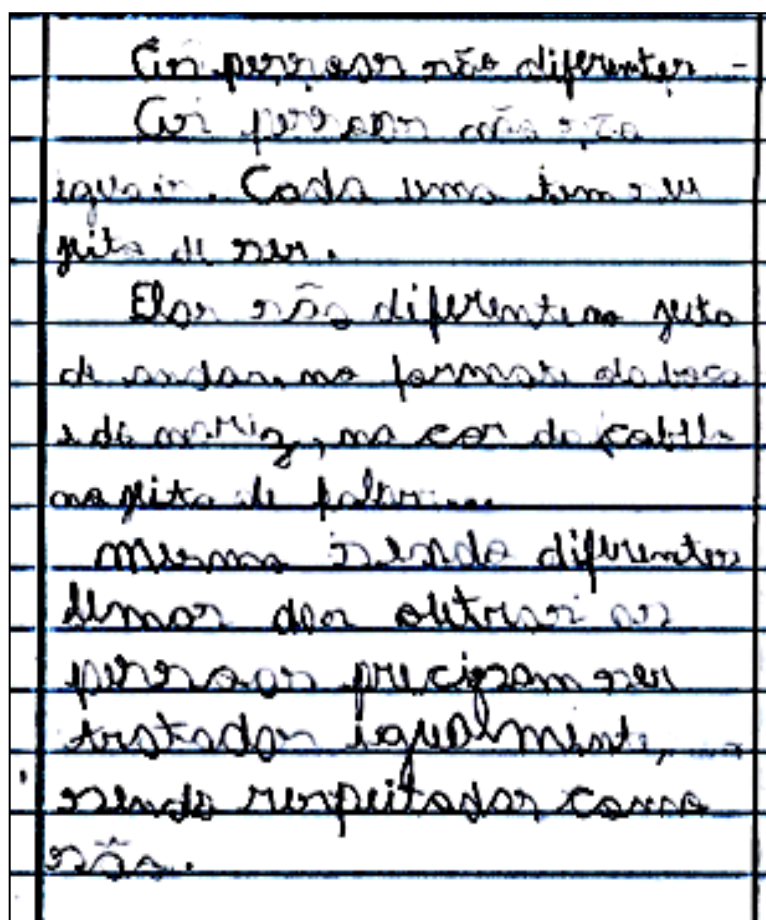 As pessoas são diferentes
As pessoas não são
iguais. Cada uma tem seu
jeito de ser.
Elas são diferentes no jeito
de andar, no formato da boca
e do nariz, na cor do cabelo
no jeito de falar...
mesmo sendo diferentes
umas das outras as
pessoas precisam ser
tratadas igualmente,
sendo respeitadas como
são.